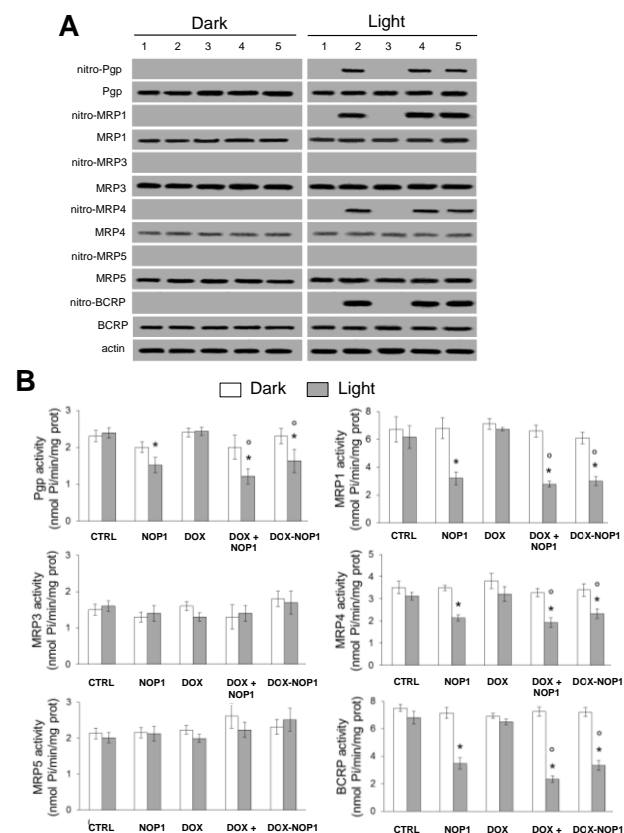 A
Dark
Light
1 2 3 4 5
1 2 3 4 5
nitro-Pgp
Pgp
nitro-MRP1
MRP1
nitro-MRP3
MRP3
nitro-MRP4
MRP4
nitro-MRP5
MRP5
nitro-BCRP
BCRP
actin
B
Dark
Light
Pgp activity
(nmol Pi/min/mg prot)
3
2
1
0
* ° * ° *
CTRL NOP1 DOX DOX + NOP1 DOX-NOP1
MRP1 activity
(nmol Pi/min/mg prot)
8
6
4
2
0
* ° * ° *
CTRL NOP1 DOX DOX + NOP1 DOX-NOP1
MRP3 activity
(nmol Pi/min/mg prot)
3
2
1
0
CTRL NOP1 DOX DOX + NOP1 DOX-NOP1
MRP4 activity
(nmol Pi/min/mg prot)
5
4
3
2
1
0
* ° * ° *
CTRL NOP1 DOX DOX + NOP1 DOX-NOP1
MRP5 activity
(nmol Pi/min/mg prot)
3
2
1
0
CTRL NOP1 DOX DOX + DOX-NOP1
BCRP activity
(nmol Pi/min/mg prot)
8
6
4
2
0
* ° * ° *
CTRL NOP1 DOX DOX + DOX-NOP1